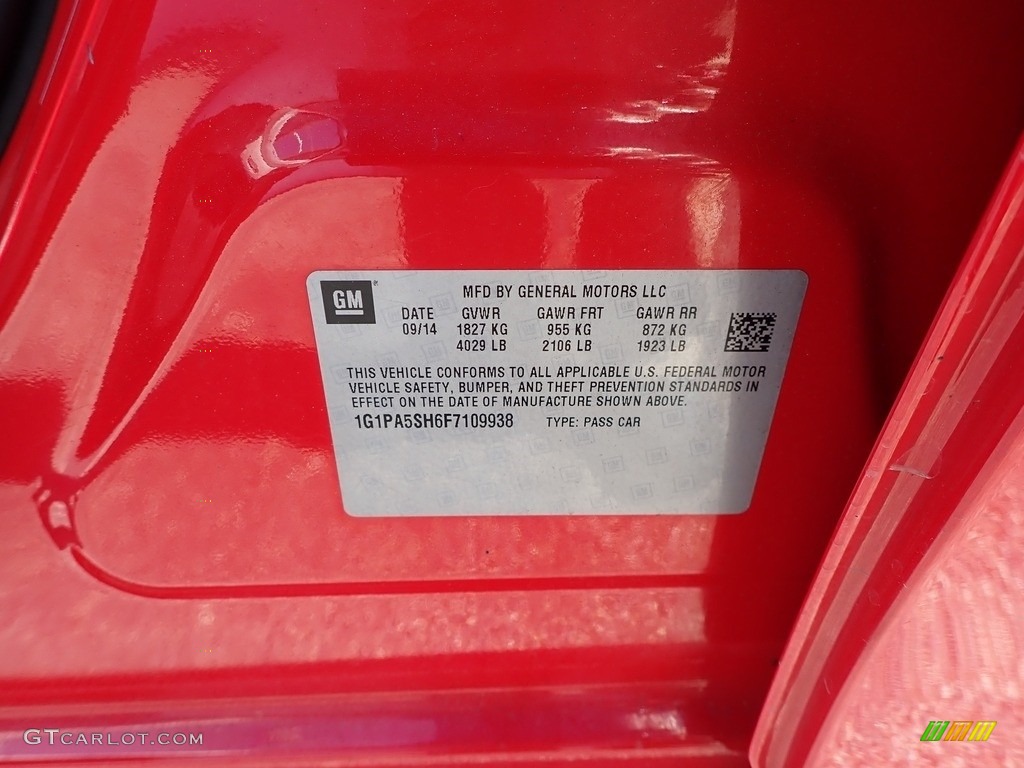 GM
MFD BY GENERAL MOTORS LLC
DATE GVWR GAWR FRT GAWR RR
09/14 1827 KG 955 KG 872 KG
4029 LB 2106 LB 1923 LB
THIS VEHICLE CONFORMS TO ALL APPLICABLE U.S. FEDERAL MOTOR
VEHICLE SAFETY, BUMPER, AND THEFT PREVENTION STANDARDS IN
EFFECT ON THE DATE OF MANUFACTURE SHOWN ABOVE.
1G1PA5SH6F7109938 TYPE: PASS CAR
GTCARLOT.COM